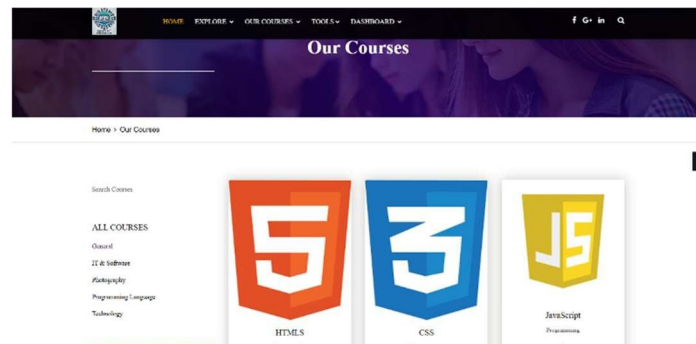 HOME EXPLORE OUR COURSES TOOLS DASHBOARD f G+ in
Our Courses
Home > Our Courses
Search Courses
ALL COURSES
General
IT & Software
Photography
Programming Language
Technology
5
3
JS
HTML5
CSS
JavaScript
Programming